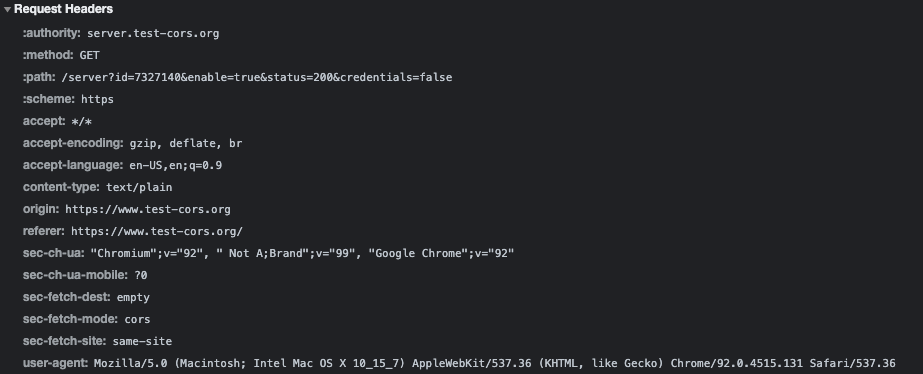 Request Headers
:authority: server.test-cors.org
:method: GET
:path: /server?id=7327140&enable=true&status=200&credentials=false
:scheme: https
accept: */*
accept-encoding: gzip, deflate, br
accept-language: en-US,en;q=0.9
content-type: text/plain
origin: https://www.test-cors.org
referer: https://www.test-cors.org/
sec-ch-ua: "Chromium";v="92", " Not A;Brand";v="99", "Google Chrome";v="92"
sec-ch-ua-mobile: ?0
sec-fetch-dest: empty
sec-fetch-mode: cors
sec-fetch-site: same-site
user-agent: Mozilla/5.0 (Macintosh; Intel Mac OS X 10_15_7) AppleWebKit/537.36 (KHTML, like Gecko) Chrome/92.0.4515.131 Safari/537.36